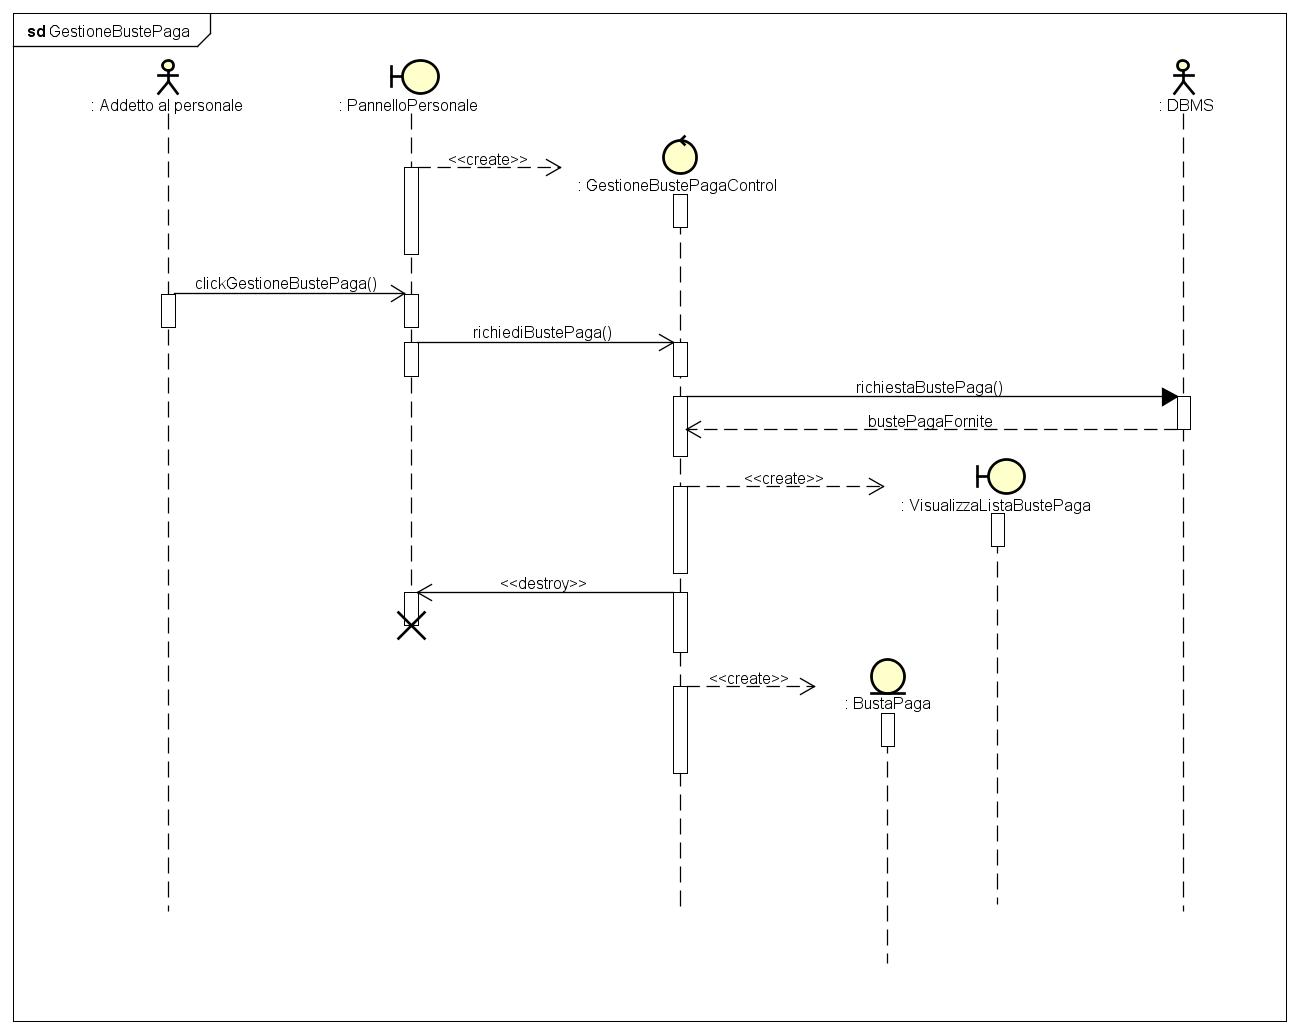 sd GestioneBustePaga
: Addetto al personale
: PannelloPersonale
: DBMS
<<create>>
: GestioneBustePagaControl
clickGestioneBustePaga()
richiediBustePaga()
richiestaBustePaga()
bustePagaFornite
<<create>>
: VisualizzaListaBustePaga
<<destroy>>
<<create>>
: BustaPaga